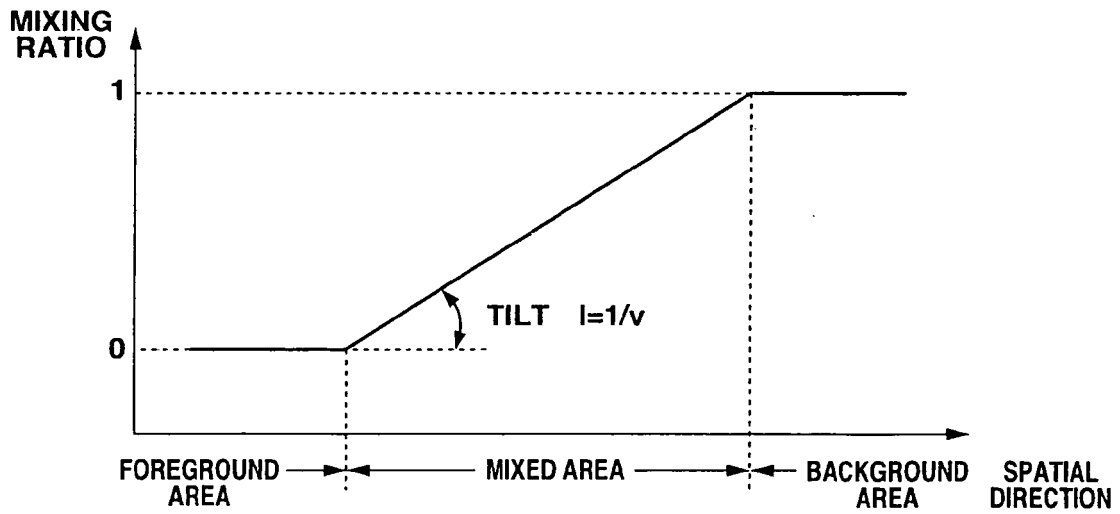 MIXING
RATIO
1
TILT l=1/v
0
FOREGROUND
AREA
MIXED AREA
BACKGROUND
AREA
SPATIAL
DIRECTION